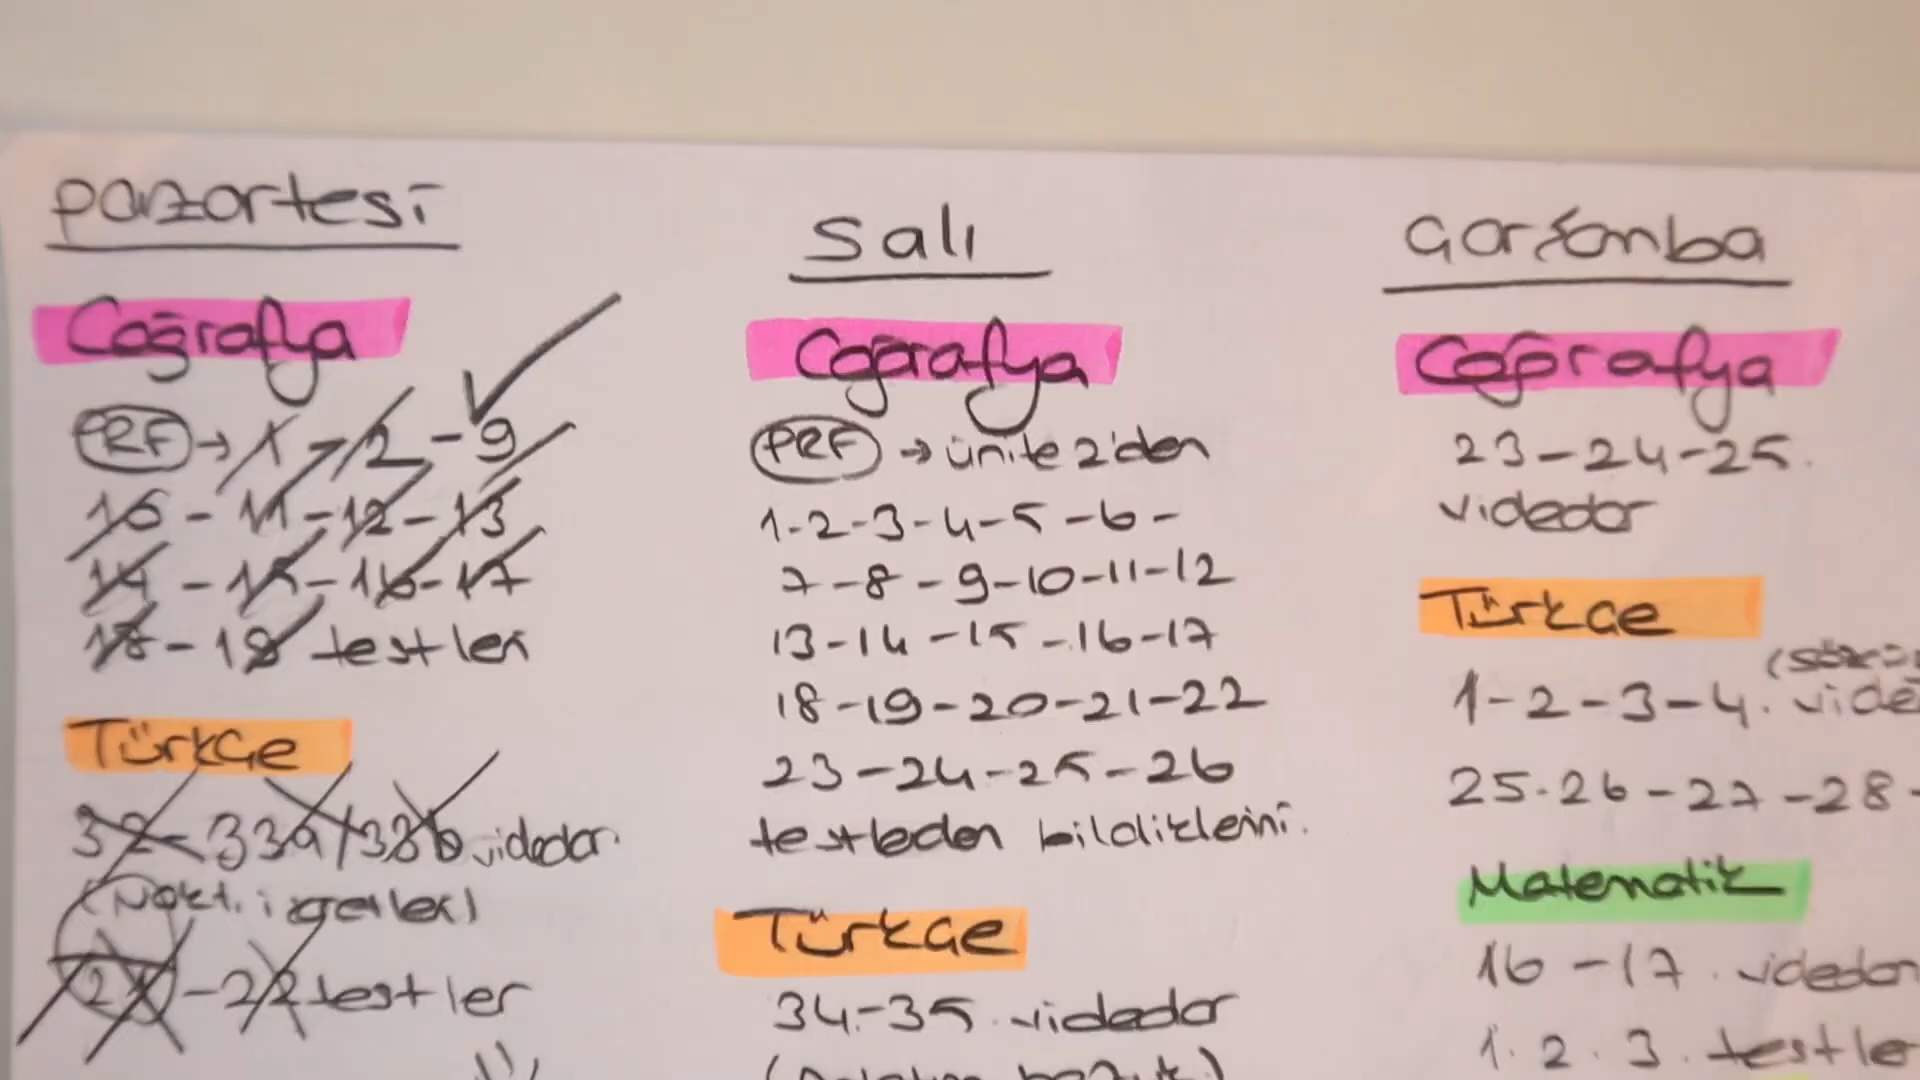 Pazartesi
Coğrafya
PRF → 1 - 2 - 9
10 - 11 - 12 - 13
14 - 15 - 16 - 17
18 - 19 testler
Türkçe
32 - 33a / 33b videolar.
(Nokt. işaretleri)
21 - 22 testler
Salı
Coğrafya
PRF → ünite 2'den
1-2-3-4-5-6-
7-8-9-10-11-12
13-14-15-16-17
18-19-20-21-22
23-24-25-26
testlerden bildiklerini.
Türkçe
34-35. videolar
(Anlatım bozuk.)
Çarşamba
Coğrafya
23-24-25.
videolar
Türkçe
1-2-3-4.
25.26-27-28-
Matematik
16-17. videolar
1.2.3. testler